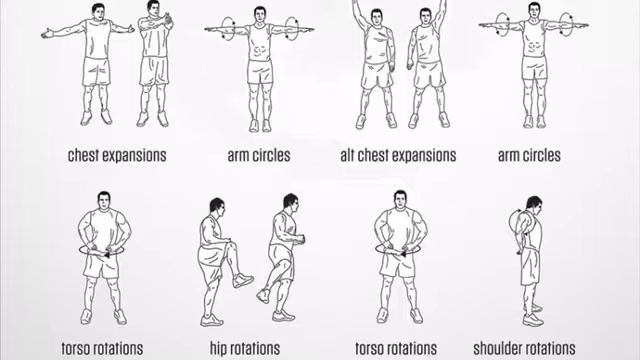 chest expansions
arm circles
alt chest expansions
arm circles
torso rotations
hip rotations
torso rotations
shoulder rotations